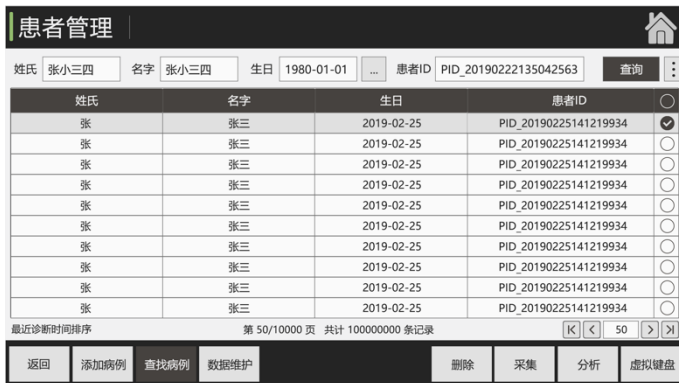 患者管理
姓氏 张小三四 名字 张小三四 生日 1980-01-01 ... 患者ID PID_20190222135042563 查询
姓氏 名字 生日 患者ID
张 张三 2019-02-25 PID_20190225141219934
张 张三 2019-02-25 PID_20190225141219934
张 张三 2019-02-25 PID_20190225141219934
张 张三 2019-02-25 PID_20190225141219934
张 张三 2019-02-25 PID_20190225141219934
张 张三 2019-02-25 PID_20190225141219934
张 张三 2019-02-25 PID_20190225141219934
张 张三 2019-02-25 PID_20190225141219934
张 张三 2019-02-25 PID_20190225141219934
张 张三 2019-02-25 PID_20190225141219934
最近诊断时间排序 第 50/10000 页 共计 100000000 条记录 50
返回 添加病例 查找病例 数据维护 删除 采集 分析 虚拟键盘